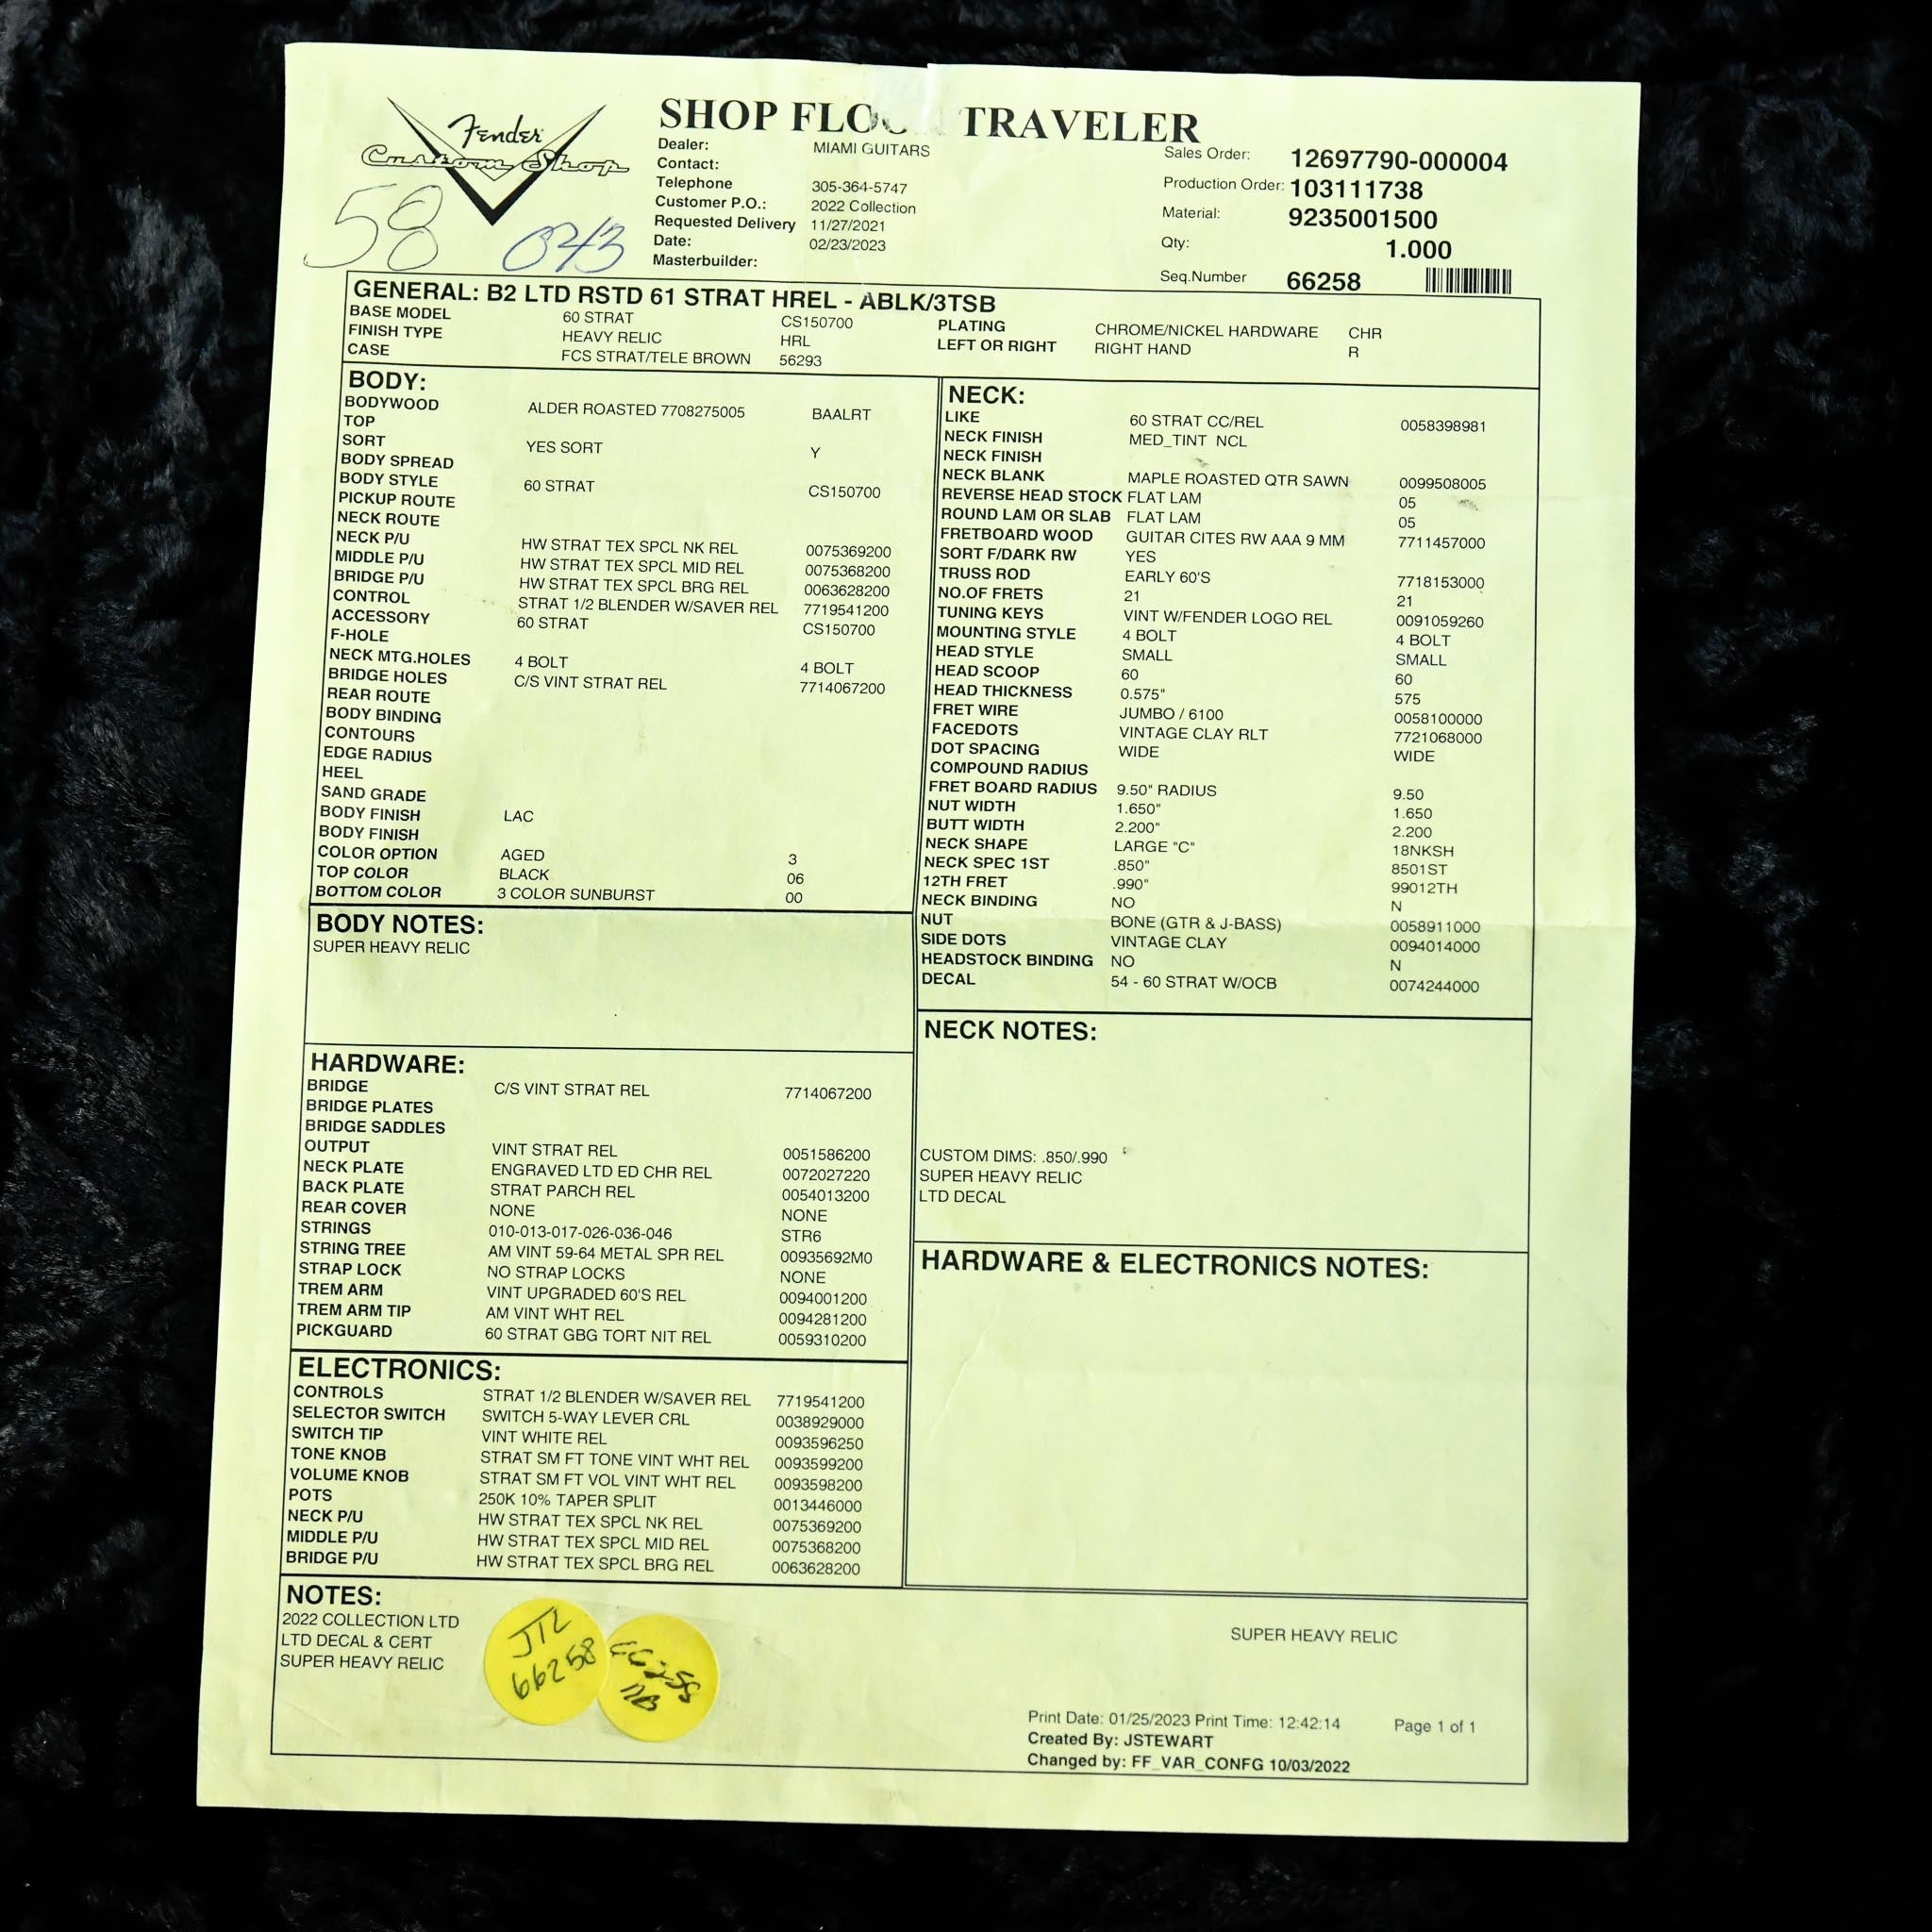 Fender
Custom Shop
58
043
SHOP FLOO TRAVELER
Dealer: MIAMI GUITARS
Contact:
Telephone 305-364-5747
Customer P.O.: 2022 Collection
Requested Delivery 11/27/2021
Date: 02/23/2023
Masterbuilder:
Sales Order: 12697790-000004
Production Order: 103111738
Material: 9235001500
Qty: 1.000
Seq.Number 66258
GENERAL: B2 LTD RSTD 61 STRAT HREL - ABLK/3TSB
BASE MODEL 60 STRAT CS150700 PLATING CHROME/NICKEL HARDWARE CHR
FINISH TYPE HEAVY RELIC HRL LEFT OR RIGHT RIGHT HAND R
CASE FCS STRAT/TELE BROWN 56293
BODY:
BODYWOOD ALDER ROASTED 7708275005 BAALRT
TOP
SORT YES SORT Y
BODY SPREAD
BODY STYLE 60 STRAT CS150700
PICKUP ROUTE
NECK ROUTE
NECK P/U HW STRAT TEX SPCL NK REL 0075369200
MIDDLE P/U HW STRAT TEX SPCL MID REL 0075368200
BRIDGE P/U HW STRAT TEX SPCL BRG REL 0063628200
CONTROL STRAT 1/2 BLENDER W/SAVER REL 7719541200
ACCESSORY 60 STRAT CS150700
F-HOLE
NECK MTG.HOLES 4 BOLT 4 BOLT
BRIDGE HOLES C/S VINT STRAT REL 7714067200
REAR ROUTE
BODY BINDING
CONTOURS
EDGE RADIUS
HEEL
SAND GRADE
BODY FINISH LAC
BODY FINISH
COLOR OPTION AGED 3
TOP COLOR BLACK 06
BOTTOM COLOR 3 COLOR SUNBURST 00
BODY NOTES:
SUPER HEAVY RELIC
HARDWARE:
BRIDGE C/S VINT STRAT REL 7714067200
BRIDGE PLATES
BRIDGE SADDLES
OUTPUT VINT STRAT REL 0051586200
NECK PLATE ENGRAVED LTD ED CHR REL 0072027220
BACK PLATE STRAT PARCH REL 0054013200
REAR COVER NONE NONE
STRINGS 010-013-017-026-036-046 STR6
STRING TREE AM VINT 59-64 METAL SPR REL 00935692M0
STRAP LOCK NO STRAP LOCKS NONE
TREM ARM VINT UPGRADED 60'S REL 0094001200
TREM ARM TIP AM VINT WHT REL 0094281200
PICKGUARD 60 STRAT GBG TORT NIT REL 0059310200
ELECTRONICS:
CONTROLS STRAT 1/2 BLENDER W/SAVER REL 7719541200
SELECTOR SWITCH SWITCH 5-WAY LEVER CRL 0038929000
SWITCH TIP VINT WHITE REL 0093596250
TONE KNOB STRAT SM FT TONE VINT WHT REL 0093599200
VOLUME KNOB STRAT SM FT VOL VINT WHT REL 0093598200
POTS 250K 10% TAPER SPLIT 0013446000
NECK P/U HW STRAT TEX SPCL NK REL 0075369200
MIDDLE P/U HW STRAT TEX SPCL MID REL 0075368200
BRIDGE P/U HW STRAT TEX SPCL BRG REL 0063628200
NECK:
LIKE 60 STRAT CC/REL 0058398981
NECK FINISH MED_TINT NCL
NECK FINISH
NECK BLANK MAPLE ROASTED QTR SAWN 0099508005
REVERSE HEAD STOCK FLAT LAM 05
ROUND LAM OR SLAB FLAT LAM 05
FRETBOARD WOOD GUITAR CITES RW AAA 9 MM 7711457000
SORT F/DARK RW YES
TRUSS ROD EARLY 60'S 7718153000
NO.OF FRETS 21 21
TUNING KEYS VINT W/FENDER LOGO REL 0091059260
MOUNTING STYLE 4 BOLT 4 BOLT
HEAD STYLE SMALL SMALL
HEAD SCOOP 60 60
HEAD THICKNESS 0.575" 575
FRET WIRE JUMBO / 6100 0058100000
FACEDOTS VINTAGE CLAY RLT 7721068000
DOT SPACING WIDE WIDE
COMPOUND RADIUS
FRET BOARD RADIUS 9.50" RADIUS 9.50
NUT WIDTH 1.650" 1.650
BUTT WIDTH 2.200" 2.200
NECK SHAPE LARGE "C" 18NKSH
NECK SPEC 1ST .850" 8501ST
12TH FRET .990" 99012TH
NECK BINDING NO N
NUT BONE (GTR & J-BASS) 0058911000
SIDE DOTS VINTAGE CLAY 0094014000
HEADSTOCK BINDING NO N
DECAL 54 - 60 STRAT W/OCB 0074244000
NECK NOTES:
CUSTOM DIMS: .850/.990
SUPER HEAVY RELIC
LTD DECAL
HARDWARE & ELECTRONICS NOTES:
NOTES:
2022 COLLECTION LTD
LTD DECAL & CERT
SUPER HEAVY RELIC
JTL
66258
66258
NB
SUPER HEAVY RELIC
Print Date: 01/25/2023 Print Time: 12:42:14 Page 1 of 1
Created By: JSTEWART
Changed by: FF_VAR_CONFG 10/03/2022